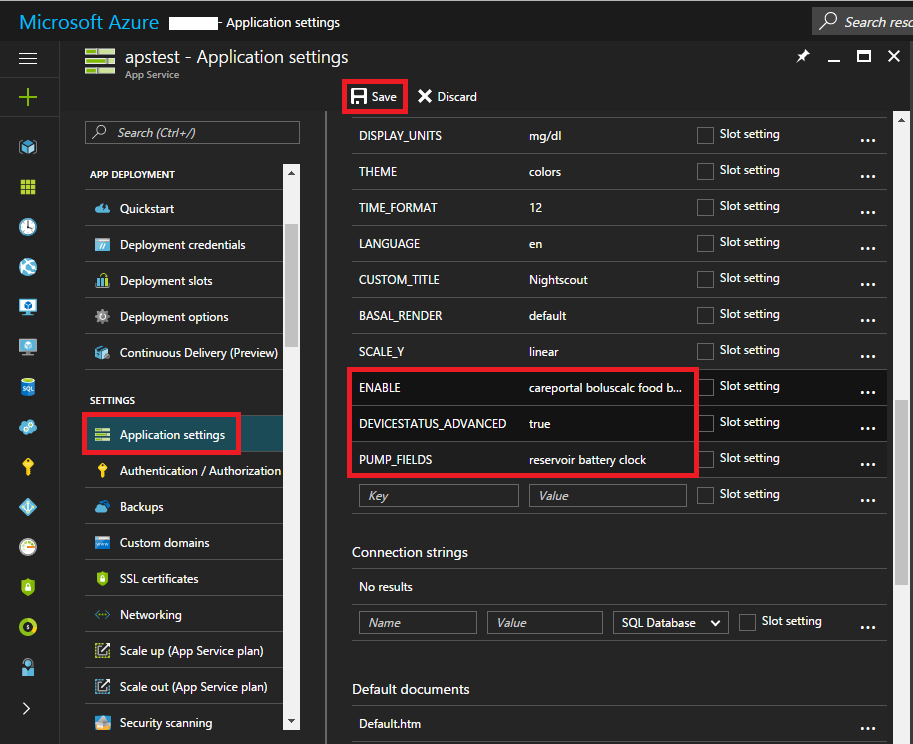 Microsoft Azure - Application settings
Search reso
apstest - Application settings
App Service
Save Discard
Search (Ctrl+/)
APP DEPLOYMENT
Quickstart
Deployment credentials
Deployment slots
Deployment options
Continuous Delivery (Preview)
SETTINGS
Application settings
Authentication / Authorization
Backups
Custom domains
SSL certificates
Networking
Scale up (App Service plan)
Scale out (App Service plan)
Security scanning
DISPLAY_UNITS mg/dl Slot setting ...
THEME colors Slot setting ...
TIME_FORMAT 12 Slot setting ...
LANGUAGE en Slot setting ...
CUSTOM_TITLE Nightscout Slot setting ...
BASAL_RENDER default Slot setting ...
SCALE_Y linear Slot setting ...
ENABLE careportal boluscalc food b... Slot setting ...
DEVICESTATUS_ADVANCED true Slot setting ...
PUMP_FIELDS reservoir battery clock Slot setting ...
Key Value Slot setting ...
Connection strings
No results
Name Value SQL Database Slot setting ...
Default documents
Default.htm ...